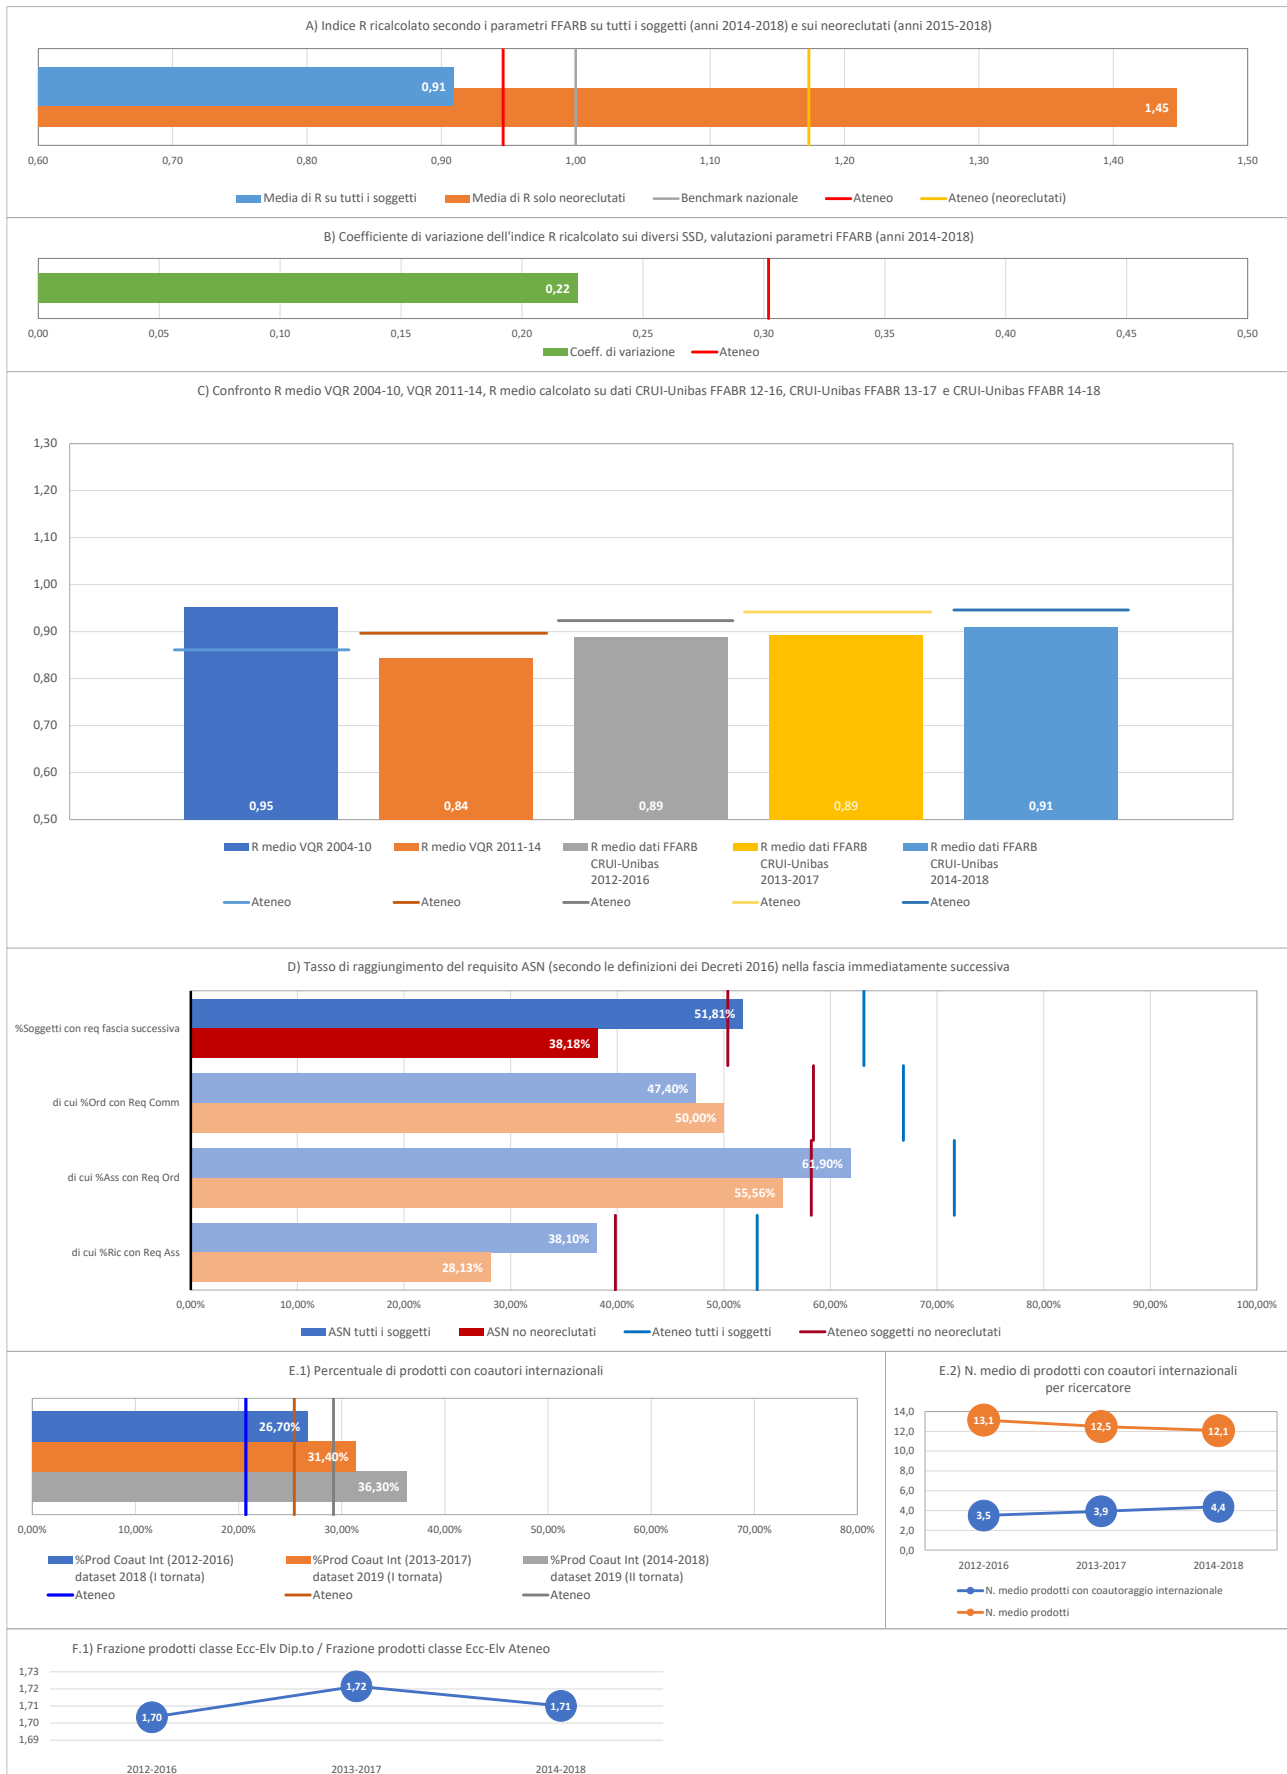 A) Indice R ricalcolato secondo i parametri FFARB su tutti i soggetti (anni 2014-2018) e sui neoreclutati (anni 2015-2018)
0,91
1,45
0,60 0,70 0,80 0,90 1,00 1,10 1,20 1,30 1,40 1,50
Media di R su tutti i soggetti Media di R solo neoreclutati Benchmark nazionale Ateneo Ateneo (neoreclutati)
B) Coefficiente di variazione dell'indice R ricalcolato sui diversi SSD, valutazioni parametri FFARB (anni 2014-2018)
0,22
0,00 0,05 0,10 0,15 0,20 0,25 0,30 0,35 0,40 0,45 0,50
Coeff. di variazione Ateneo
C) Confronto R medio VQR 2004-10, VQR 2011-14, R medio calcolato su dati CRUI-Unibas FFABR 12-16, CRUI-Unibas FFABR 13-17 e CRUI-Unibas FFABR 14-18
1,30
1,20
1,10
1,00
0,90
0,80
0,70
0,60
0,50
0,95 0,84 0,89 0,89 0,91
R medio VQR 2004-10 R medio VQR 2011-14 R medio dati FFARB R medio dati FFARB R medio dati FFARB
CRUI-Unibas CRUI-Unibas CRUI-Unibas
2012-2016 2013-2017 2014-2018
Ateneo Ateneo Ateneo Ateneo Ateneo
D) Tasso di raggiungimento del requisito ASN (secondo le definizioni dei Decreti 2016) nella fascia immediatamente successiva
51,81%
%Soggetti con req fascia successiva
38,18%
47,40%
di cui %Ord con Req Comm
50,00%
61,90%
di cui %Ass con Req Ord
55,56%
38,10%
di cui %Ric con Req Ass
28,13%
0,00% 10,00% 20,00% 30,00% 40,00% 50,00% 60,00% 70,00% 80,00% 90,00% 100,00%
ASN tutti i soggetti ASN no neoreclutati Ateneo tutti i soggetti Ateneo soggetti no neoreclutati
E.1) Percentuale di prodotti con coautori internazionali
26,70%
31,40%
36,30%
0,00% 10,00% 20,00% 30,00% 40,00% 50,00% 60,00% 70,00% 80,00%
%Prod Coaut Int (2012-2016) %Prod Coaut Int (2013-2017) %Prod Coaut Int (2014-2018)
dataset 2018 (I tornata) dataset 2019 (I tornata) dataset 2019 (II tornata)
Ateneo Ateneo Ateneo
E.2) N. medio di prodotti con coautori internazionali
per ricercatore
14,0
12,0
10,0
8,0
6,0
4,0
2,0
0,0
13,1 12,5 12,1
3,5 3,9 4,4
2012-2016 2013-2017 2014-2018
N. medio prodotti con coautoraggio internazionale
N. medio prodotti
F.1) Frazione prodotti classe Ecc-Elv Dip.to / Frazione prodotti classe Ecc-Elv Ateneo
1,73
1,72
1,71
1,70
1,69
1,70 1,72 1,71
2012-2016 2013-2017 2014-2018